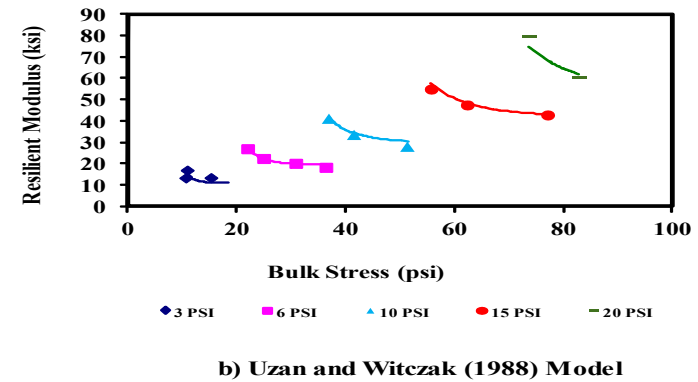 Resilient Modulus (ksi)
90
80
70
60
50
40
30
20
10
0
0 20 40 60 80 100
Bulk Stress (psi)
3 PSI 6 PSI 10 PSI 15 PSI 20 PSI
b) Uzan and Witczak (1988) Model